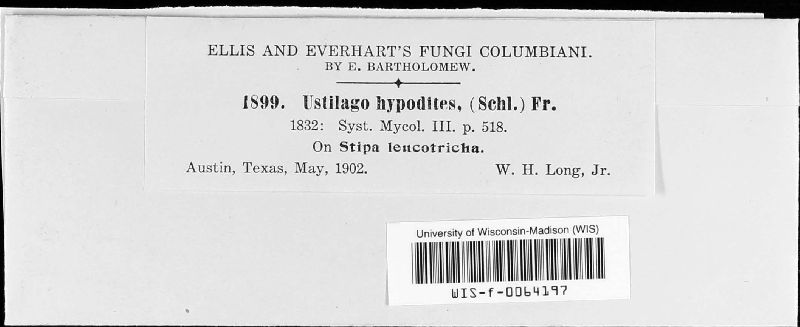 ELLIS AND EVERHART'S FUNGI COLUMBIANI.
BY E. BARTHOLOMEW.
1899. Ustilago hypodites, (Schl.) Fr.
1832: Syst. Mycol. III. p. 518.
On Stipa leucotricha.
Austin, Texas, May, 1902. W. H. Long, Jr.
University of Wisconsin-Madison (WIS)
WIS-f-0064197